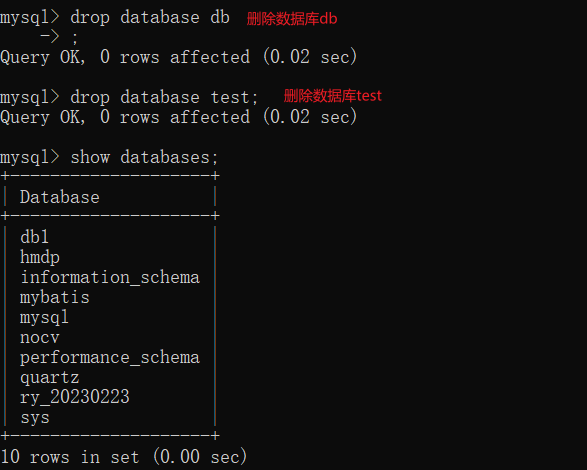 mysql> drop database db 删除数据库db
    -> ;
Query OK, 0 rows affected (0.02 sec)
mysql> drop database test; 删除数据库test
Query OK, 0 rows affected (0.02 sec)
mysql> show databases;
+--------------------+
| Database           |
+--------------------+
| db1                |
| hmdp               |
| information_schema |
| mybatis            |
| mysql              |
| nocv               |
| performance_schema |
| quartz             |
| ry_20230223        |
| sys                |
+--------------------+
10 rows in set (0.00 sec)